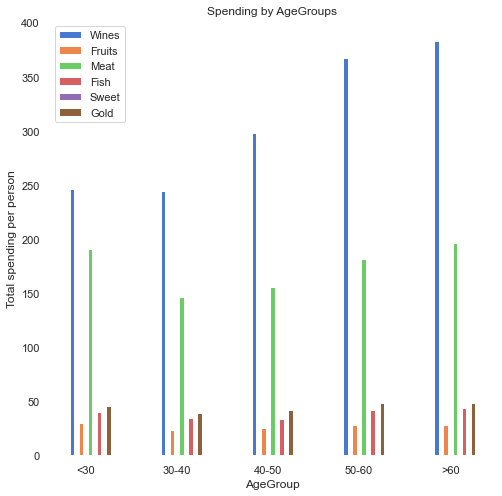 Spending by AgeGroups
400
350
300
250
200
150
100
50
0
Total spending per person
Wines
Fruits
Meat
Fish
Sweet
Gold
<30
30-40
40-50
50-60
>60
AgeGroup